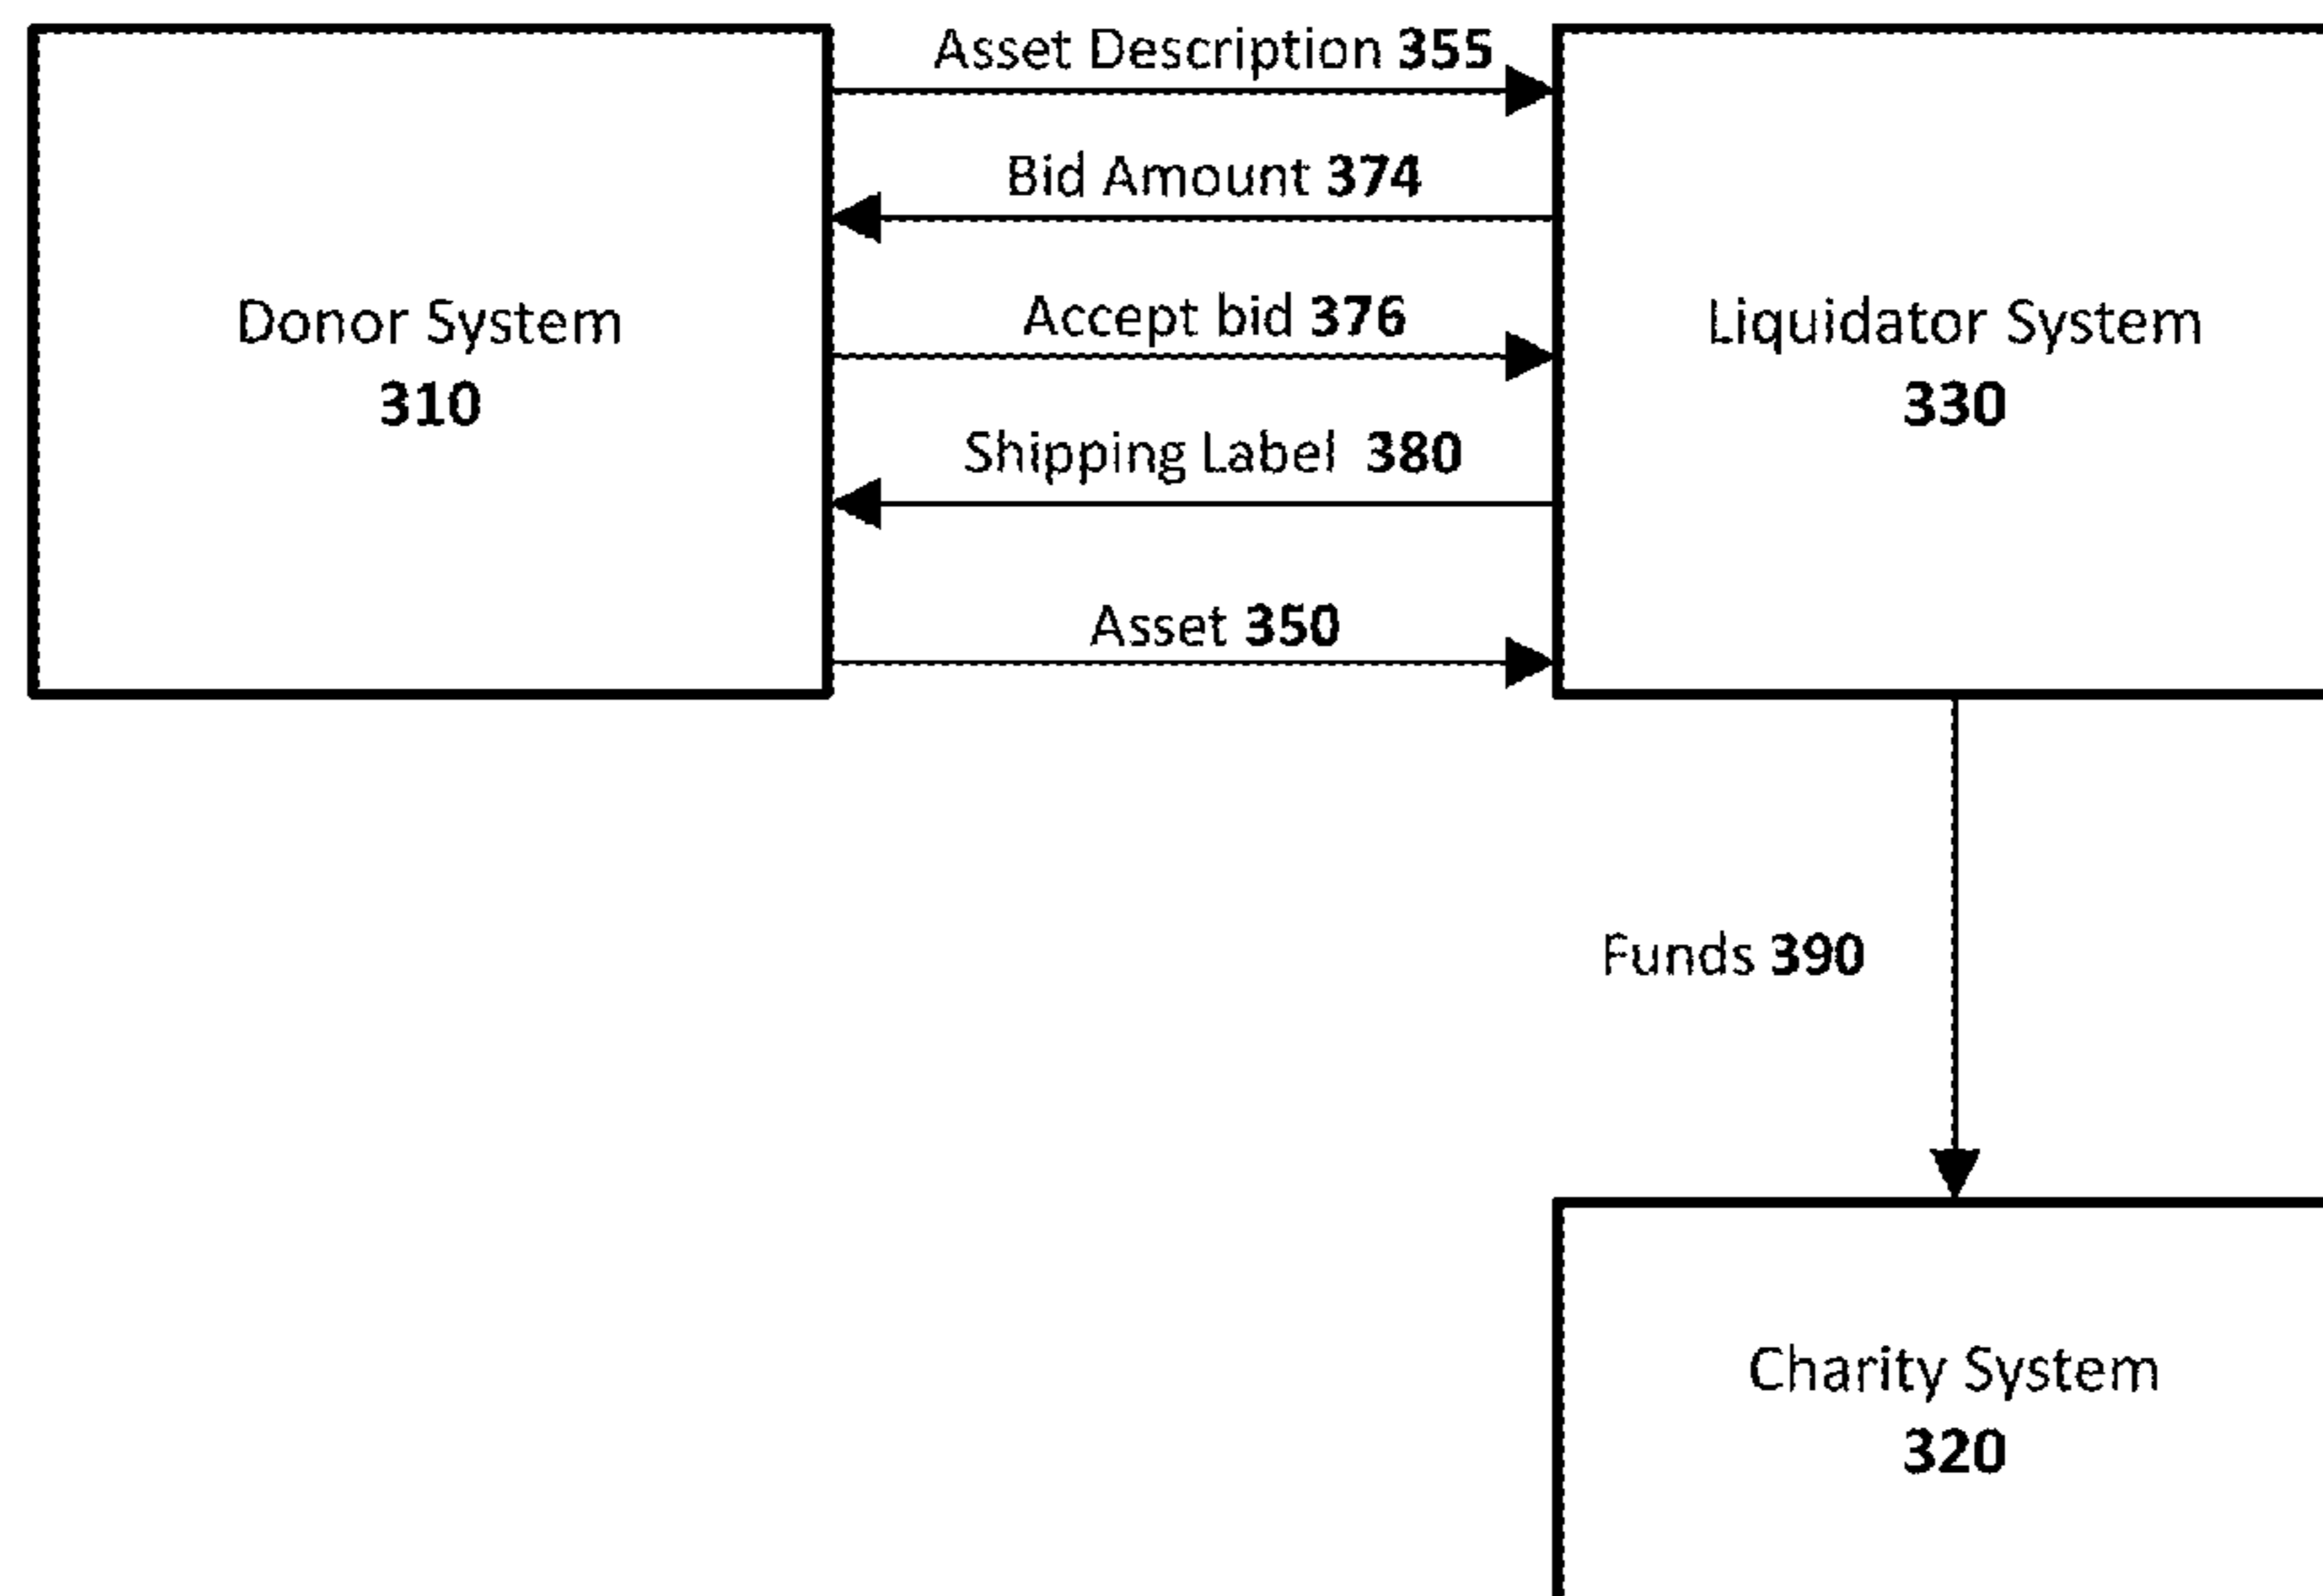 Asset Description 355
Bid Amount 374
Accept bid 376
Shipping Label 380
Asset 350
Donor System
310
Liquidator System
330
Funds 390
Charity System
320